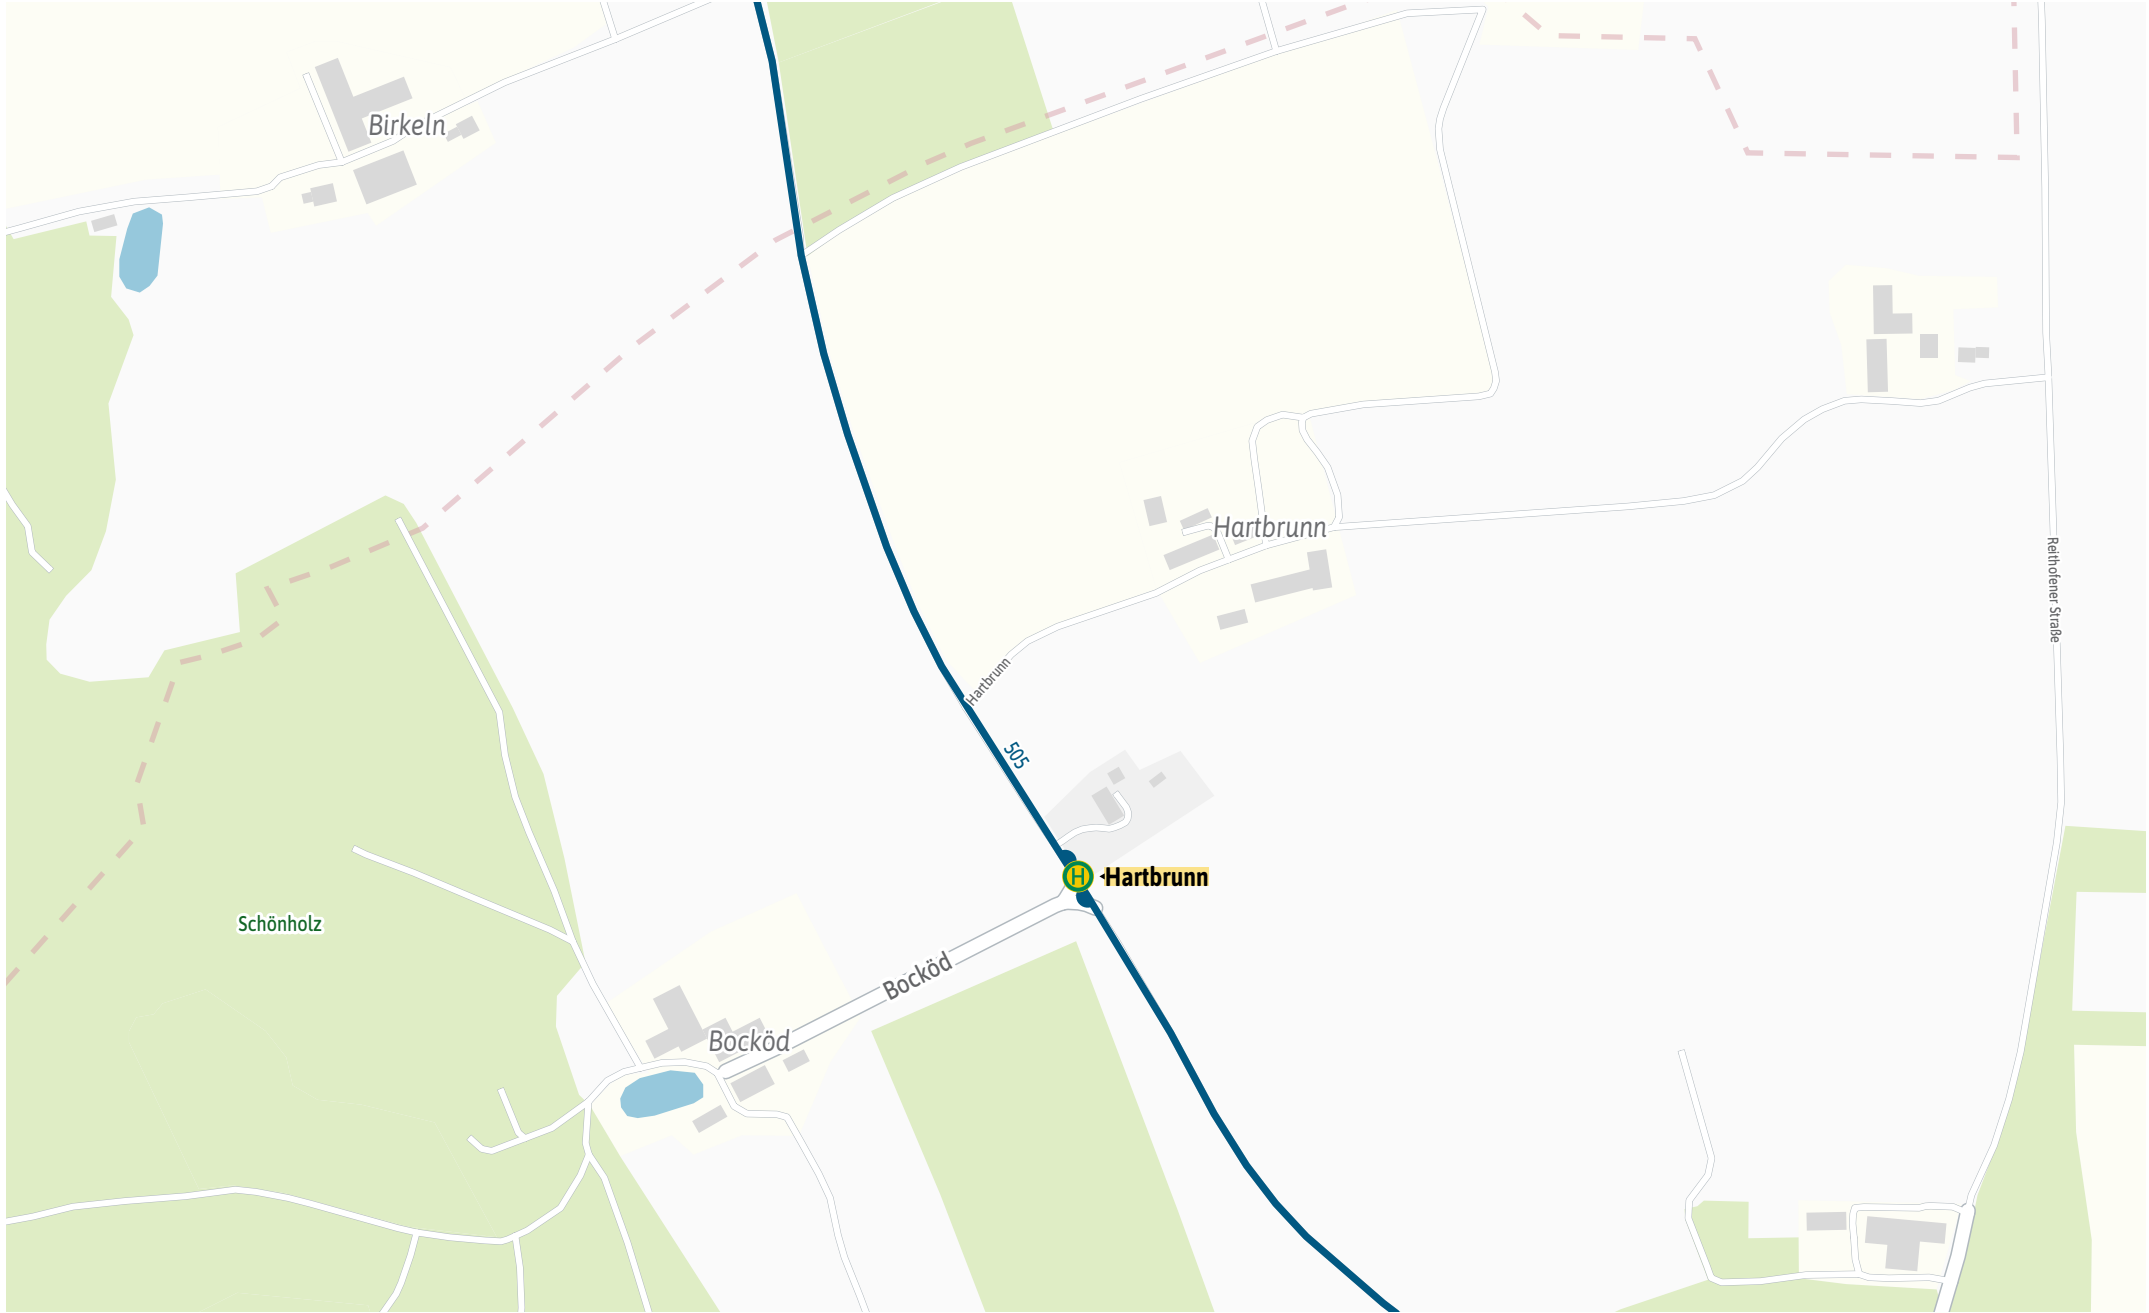 Birkeln
Hartbrunn
Reithofener Straße
Hartbrunn
505
H
Hartbrunn
Schönholz
Bocköd
Bocköd